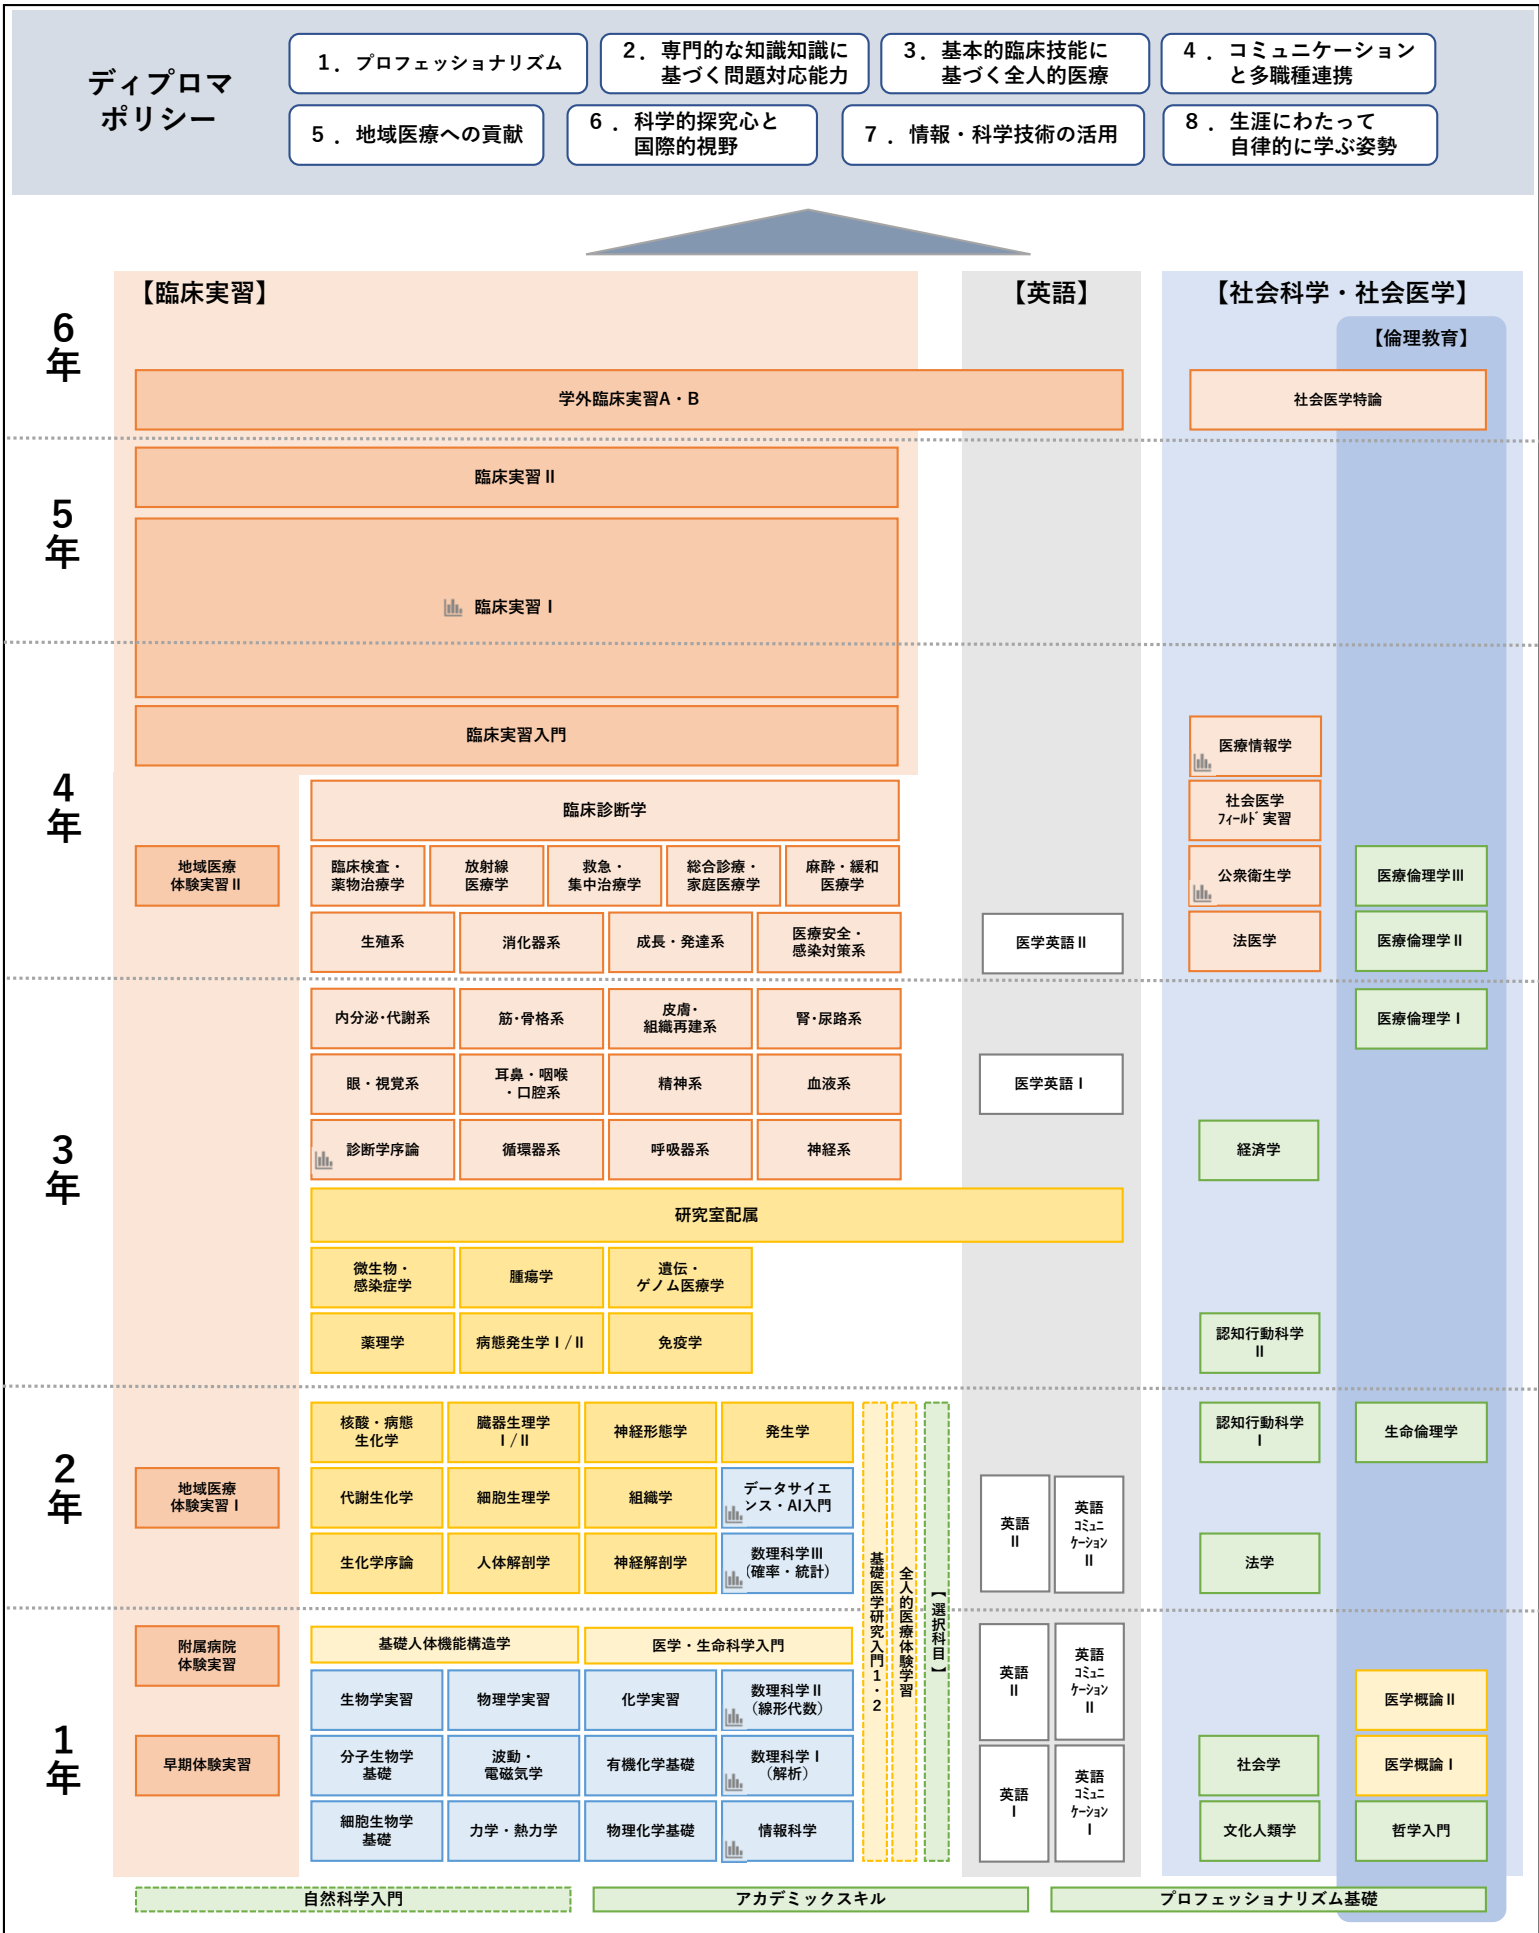 ディプロマ
ポリシー
1．プロフェッショナリズム
2．専門的な知識知識に
基づく問題対応能力
3．基本的臨床技能に
基づく全人的医療
4．コミュニケーション
と多職種連携
5．地域医療への貢献
6．科学的探究心と
国際的視野
7．情報・科学技術の活用
8．生涯にわたって
自律的に学ぶ姿勢
【臨床実習】
【英語】
【社会科学・社会医学】
【倫理教育】
6
年
学外臨床実習A・B
社会医学特論
5
年
臨床実習Ⅱ
臨床実習Ⅰ
4
年
臨床実習入門
医療情報学
臨床診断学
社会医学
ﾌｨｰﾙﾄﾞ実習
地域医療
体験実習Ⅱ
臨床検査・
薬物治療学
放射線
医療学
救急・
集中治療学
総合診療・
家庭医療学
麻酔・緩和
医療学
公衆衛生学
医療倫理学Ⅲ
生殖系
消化器系
成長・発達系
医療安全・
感染対策系
医学英語Ⅱ
法医学
医療倫理学Ⅱ
3
年
内分泌･代謝系
筋･骨格系
皮膚･
組織再建系
腎･尿路系
医療倫理学Ⅰ
眼・視覚系
耳鼻・咽喉
・口腔系
精神系
血液系
医学英語Ⅰ
診断学序論
循環器系
呼吸器系
神経系
経済学
研究室配属
微生物・
感染症学
腫瘍学
遺伝・
ゲノム医療学
薬理学
病態発生学Ⅰ/Ⅱ
免疫学
認知行動科学
Ⅱ
2
年
核酸・病態
生化学
臓器生理学
Ⅰ/Ⅱ
神経形態学
発生学
認知行動科学
Ⅰ
生命倫理学
地域医療
体験実習Ⅰ
代謝生化学
細胞生理学
組織学
データサイエ
ンス・AI入門
英語
Ⅱ
英語
ｺﾐｭﾆ
ｹｰｼｮﾝ
Ⅱ
生化学序論
人体解剖学
神経解剖学
数理科学Ⅲ
(確率・統計)
法学
基礎医学研究入門1・2
全人的医療体験学習
【選択科目】
1
年
附属病院
体験実習
基礎人体機能構造学
医学・生命科学入門
英語
Ⅱ
英語
ｺﾐｭﾆ
ｹｰｼｮﾝ
Ⅱ
生物学実習
物理学実習
化学実習
数理科学Ⅱ
（線形代数）
医学概論Ⅱ
早期体験実習
分子生物学
基礎
波動・
電磁気学
有機化学基礎
数理科学Ⅰ
（解析）
英語
Ⅰ
英語
ｺﾐｭﾆ
ｹｰｼｮﾝ
Ⅰ
社会学
医学概論Ⅰ
細胞生物学
基礎
力学・熱力学
物理化学基礎
情報科学
文化人類学
哲学入門
自然科学入門
アカデミックスキル
プロフェッショナリズム基礎